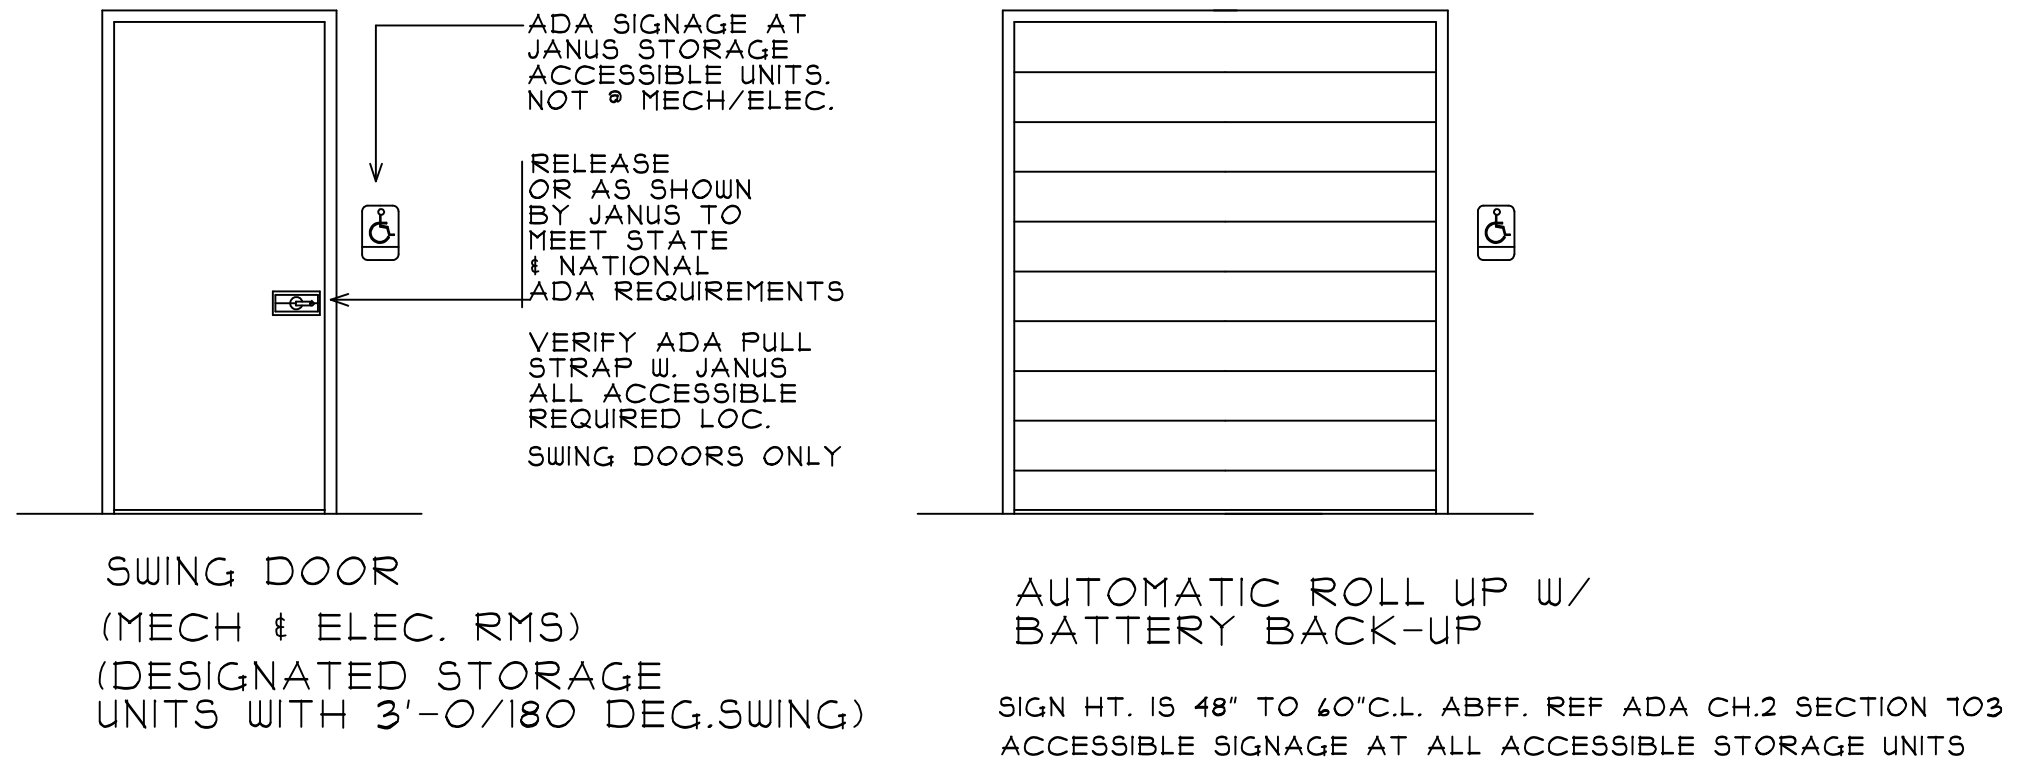 ADA SIGNAGE AT
JANUS STORAGE
ACCESSIBLE UNITS.
NOT @ MECH/ELEC.
RELEASE
OR AS SHOWN
BY JANUS TO
MEET STATE
& NATIONAL
ADA REQUIREMENTS
VERIFY ADA PULL
STRAP W. JANUS
ALL ACCESSIBLE
REQUIRED LOC.
SWING DOORS ONLY
SWING DOOR
(MECH & ELEC. RMS)
(DESIGNATED STORAGE
UNITS WITH 3'-0/180 DEG.SWING)
AUTOMATIC ROLL UP W/
BATTERY BACK-UP
SIGN HT. IS 48" TO 60"C.L. ABFF. REF ADA CH.2 SECTION 703
ACCESSIBLE SIGNAGE AT ALL ACCESSIBLE STORAGE UNITS